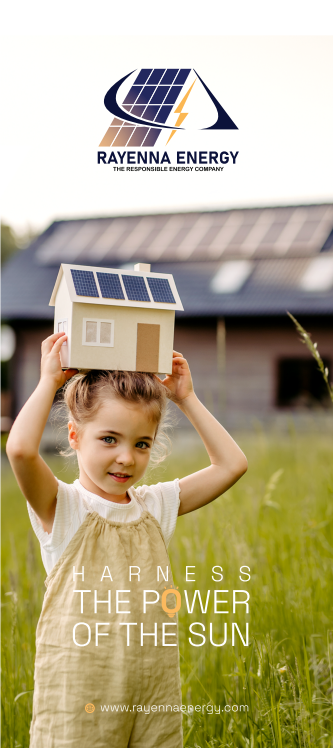 RAYENNA ENERGY
THE RESPONSIBLE ENERGY COMPANY
HARNESS
THE POWER
OF THE SUN
www.rayennaenergy.com